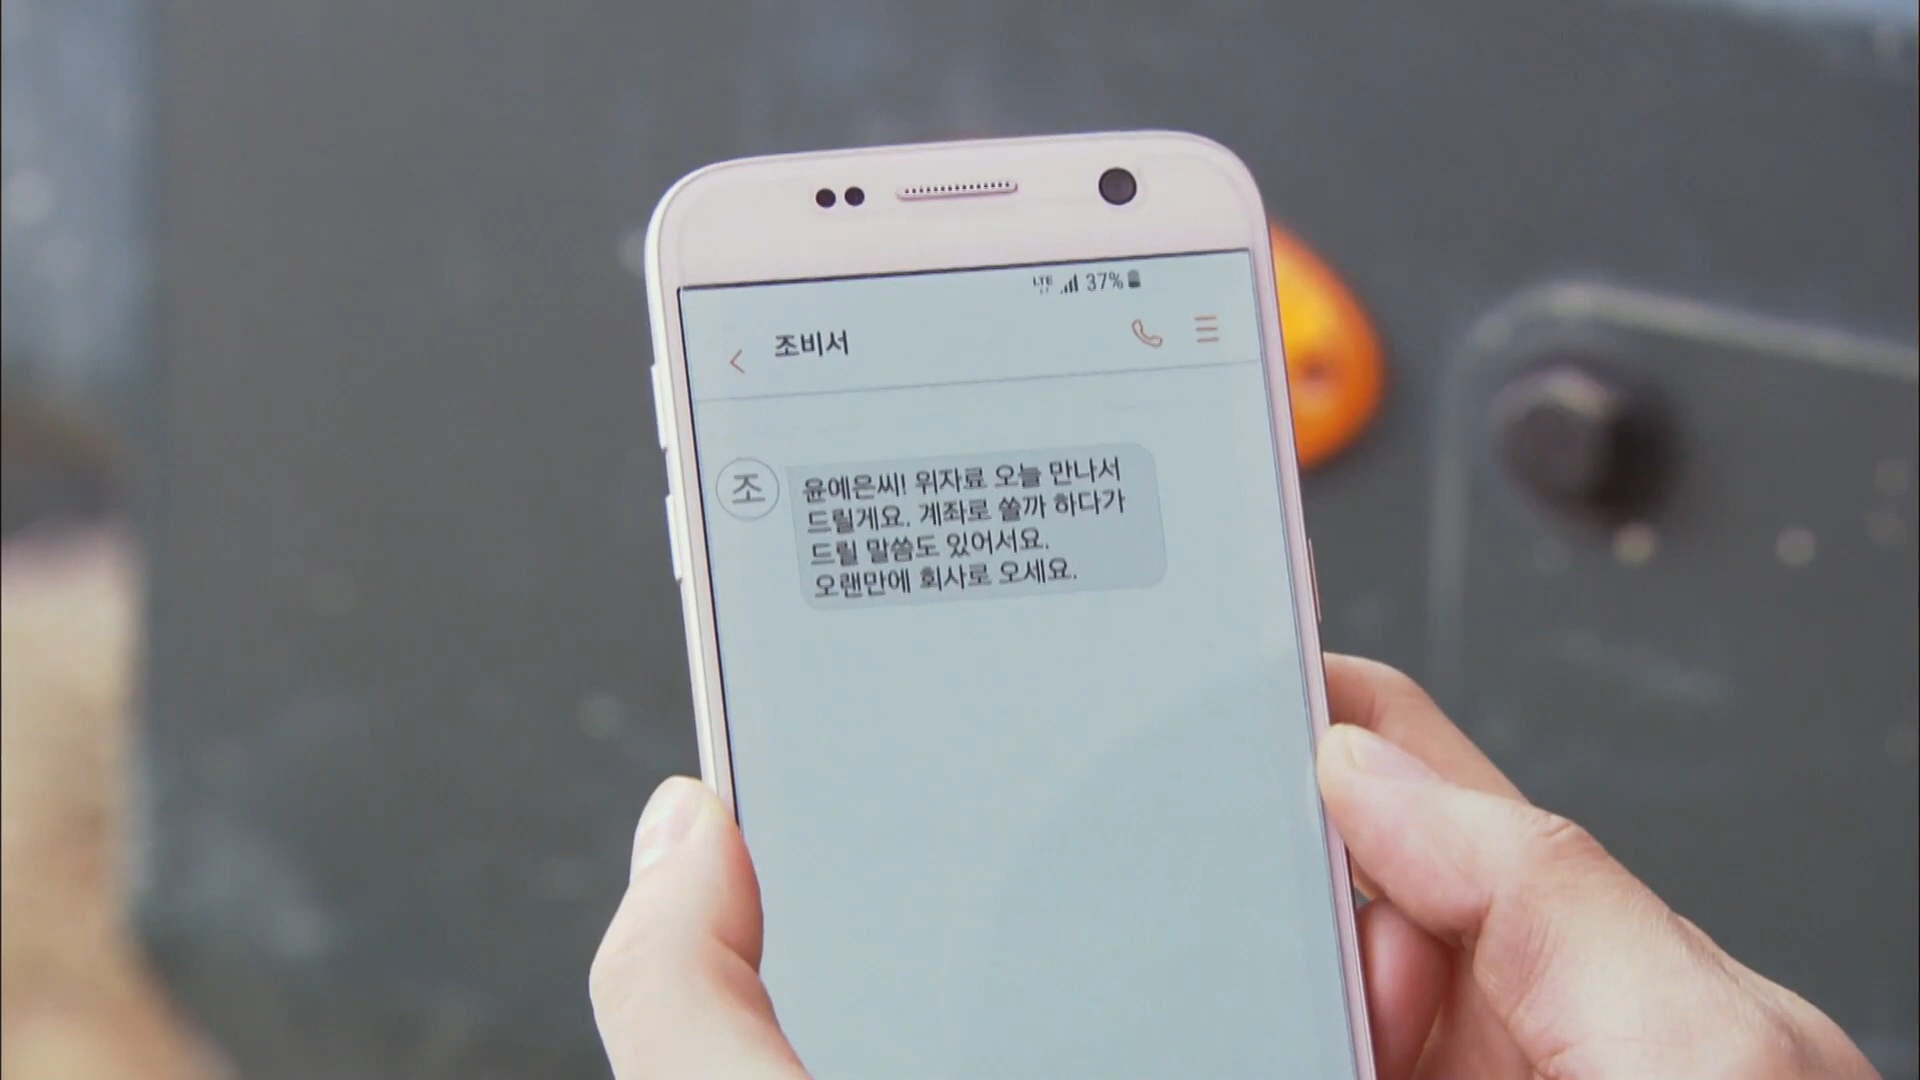 LTE 37%
조비서
조
윤예은씨! 위자료 오늘 만나서
드릴게요. 계좌로 쏠까 하다가
드릴 말씀도 있어서요.
오랜만에 회사로 오세요.